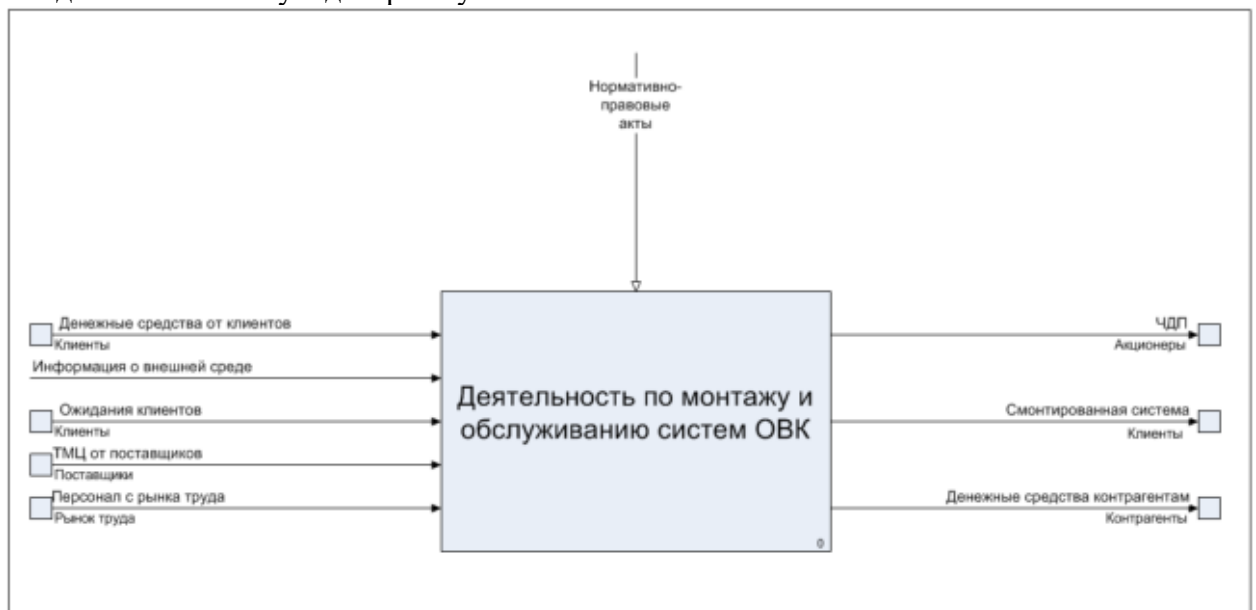 Нормативно-
правовые
акты
Денежные средства от клиентов
Клиенты
Информация о внешней среде
Ожидания клиентов
Клиенты
ТМЦ от поставщиков
Поставщики
Персонал с рынка труда
Рынок труда
Деятельность по монтажу и
обслуживанию систем ОВК
0
ЧДП
Акционеры
Смонтированная система
Клиенты
Денежные средства контрагентам
Контрагенты